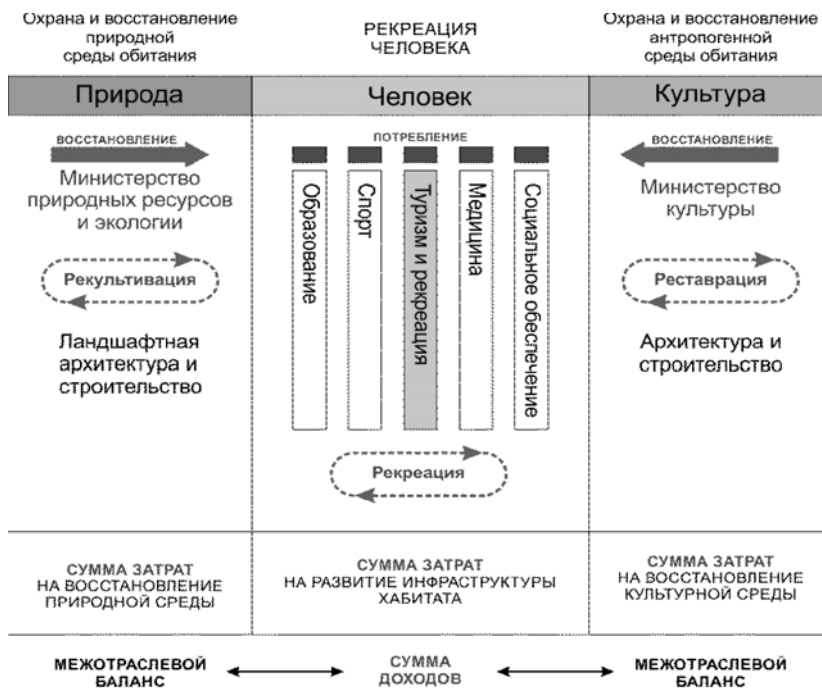 Охрана и восстановление
природной
среды обитания
РЕКРЕАЦИЯ
ЧЕЛОВЕКА
Охрана и восстановление
антропогенной
среды обитания
Природа
Человек
Культура
ВОССТАНОВЛЕНИЕ
Министерство
природных ресурсов
и экологии
Рекультивация
Ландшафтная
архитектура и
строительство
ПОТРЕБЛЕНИЕ
Образование
Спорт
Туризм и рекреация
Медицина
Социальное обеспечение
Рекреация
ВОССТАНОВЛЕНИЕ
Министерство
культуры
Реставрация
Архитектура и
строительство
СУММА ЗАТРАТ
НА ВОССТАНОВЛЕНИЕ
ПРИРОДНОЙ СРЕДЫ
СУММА ЗАТРАТ
НА РАЗВИТИЕ ИНФРАСТРУКТУРЫ
ХАБИТАТА
СУММА ЗАТРАТ
НА ВОССТАНОВЛЕНИЕ
КУЛЬТУРНОЙ СРЕДЫ
МЕЖОТРАСЛЕВОЙ
БАЛАНС
СУММА
ДОХОДОВ
МЕЖОТРАСЛЕВОЙ
БАЛАНС